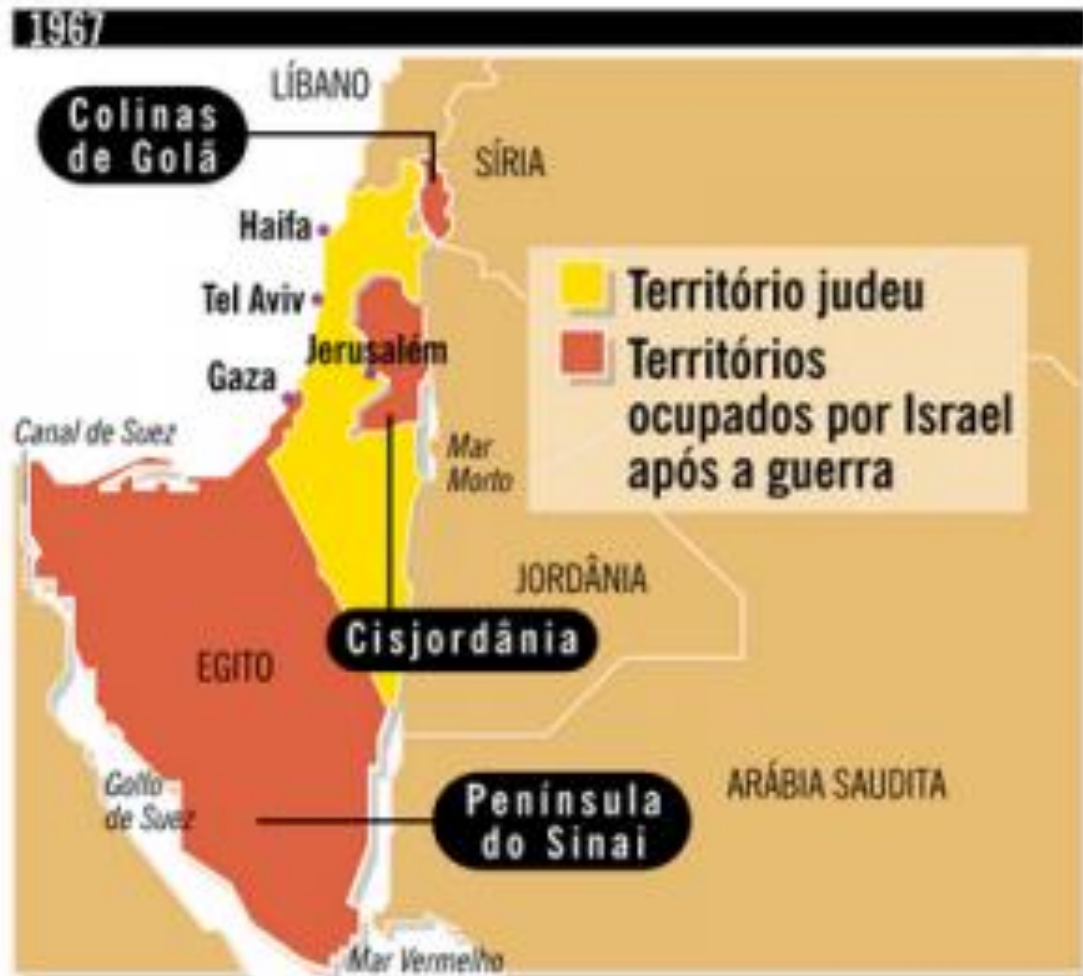 1967
LÍBANO
Colinas
de Golã
SÍRIA
Haifa
Tel Aviv
Jerusalém
Gaza
Território judeu
Territórios
ocupados por Israel
após a guerra
Canal de Suez
Mar
Morto
JORDÂNIA
Cisjordânia
EGITO
Golfo
de Suez
Península
do Sinai
ARÁBIA SAUDITA
Mar Vermelho